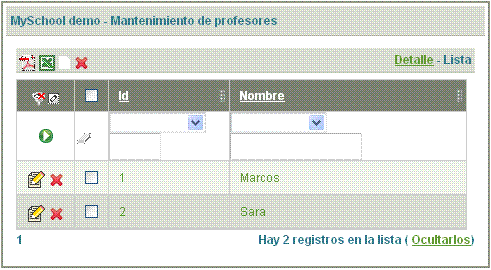 MySchool demo - Mantenimiento de profesores
Detalle - Lista
Id Nombre
1 Marcos
2 Sara
1 Hay 2 registros en la lista ( Ocultarlos)